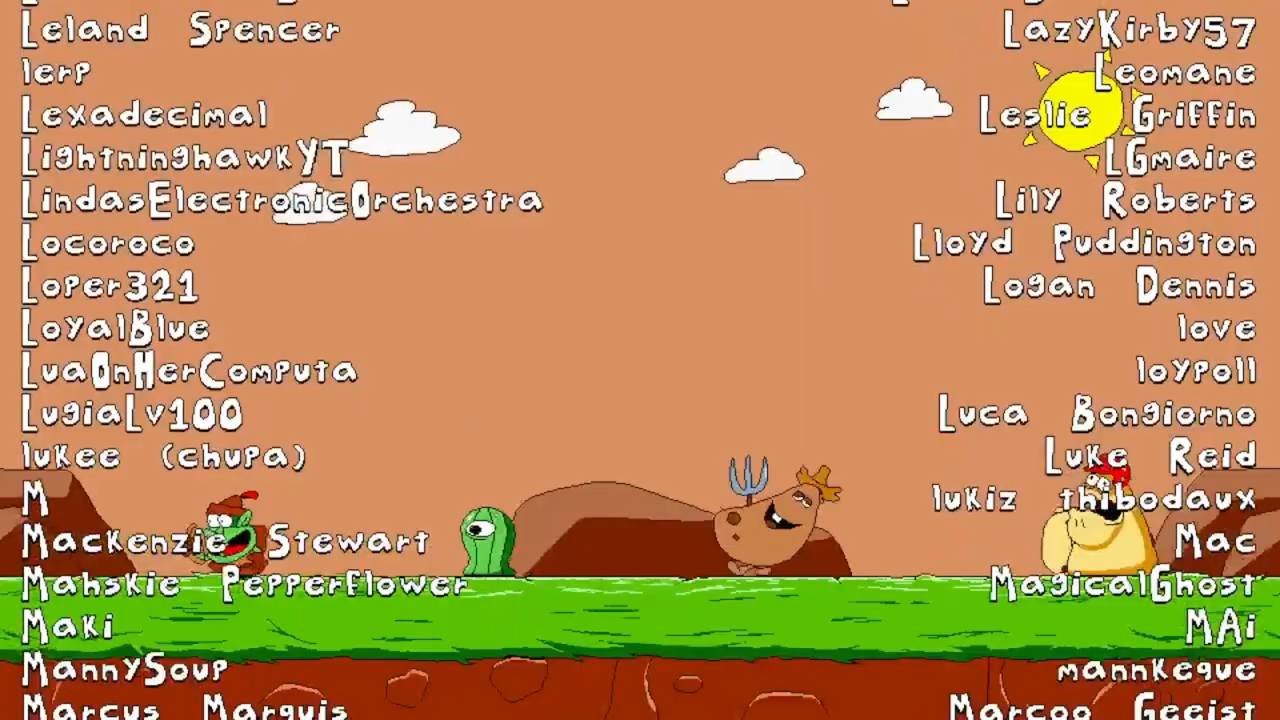 Leland Spencer
lerp
Lexadecimal
LightninghawkYT
LindasElectronicOrchestra
Locoroco
Loper321
LoyalBlue
LuaOnHerComputa
LugiaLv100
lukee (chupa)
M
Mackenzie Stewart
Mahskie Pepperflower
Maki
MannySoup
Marcus Marquis
LazyKirby57
Leomane
Leslie Griffin
LGmaire
Lily Roberts
Lloyd Puddington
Logan Dennis
love
loypoll
Luca Bongiorno
Luke Reid
lukiz thibodaux
Mac
MagicalGhost
MAi
mannkeque
Marcoo Geeist